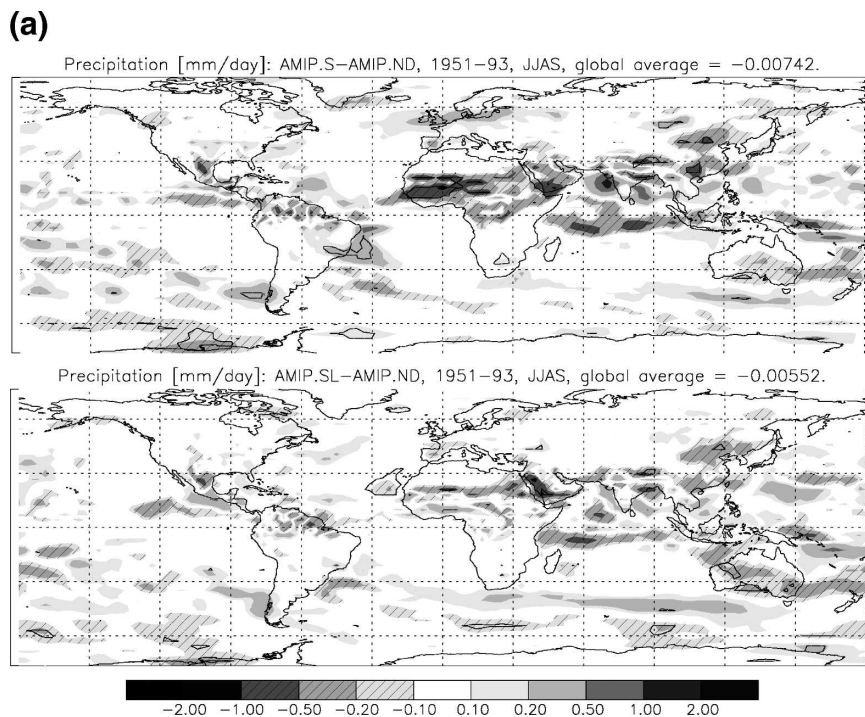 (a)
Precipitation [mm/day]: AMIP.S−AMIP.ND, 1951−93, JJAS, global average = −0.00742.
Precipitation [mm/day]: AMIP.SL−AMIP.ND, 1951−93, JJAS, global average = −0.00552.
−2.00 −1.00 −0.50 −0.20 −0.10 0.10 0.20 0.50 1.00 2.00